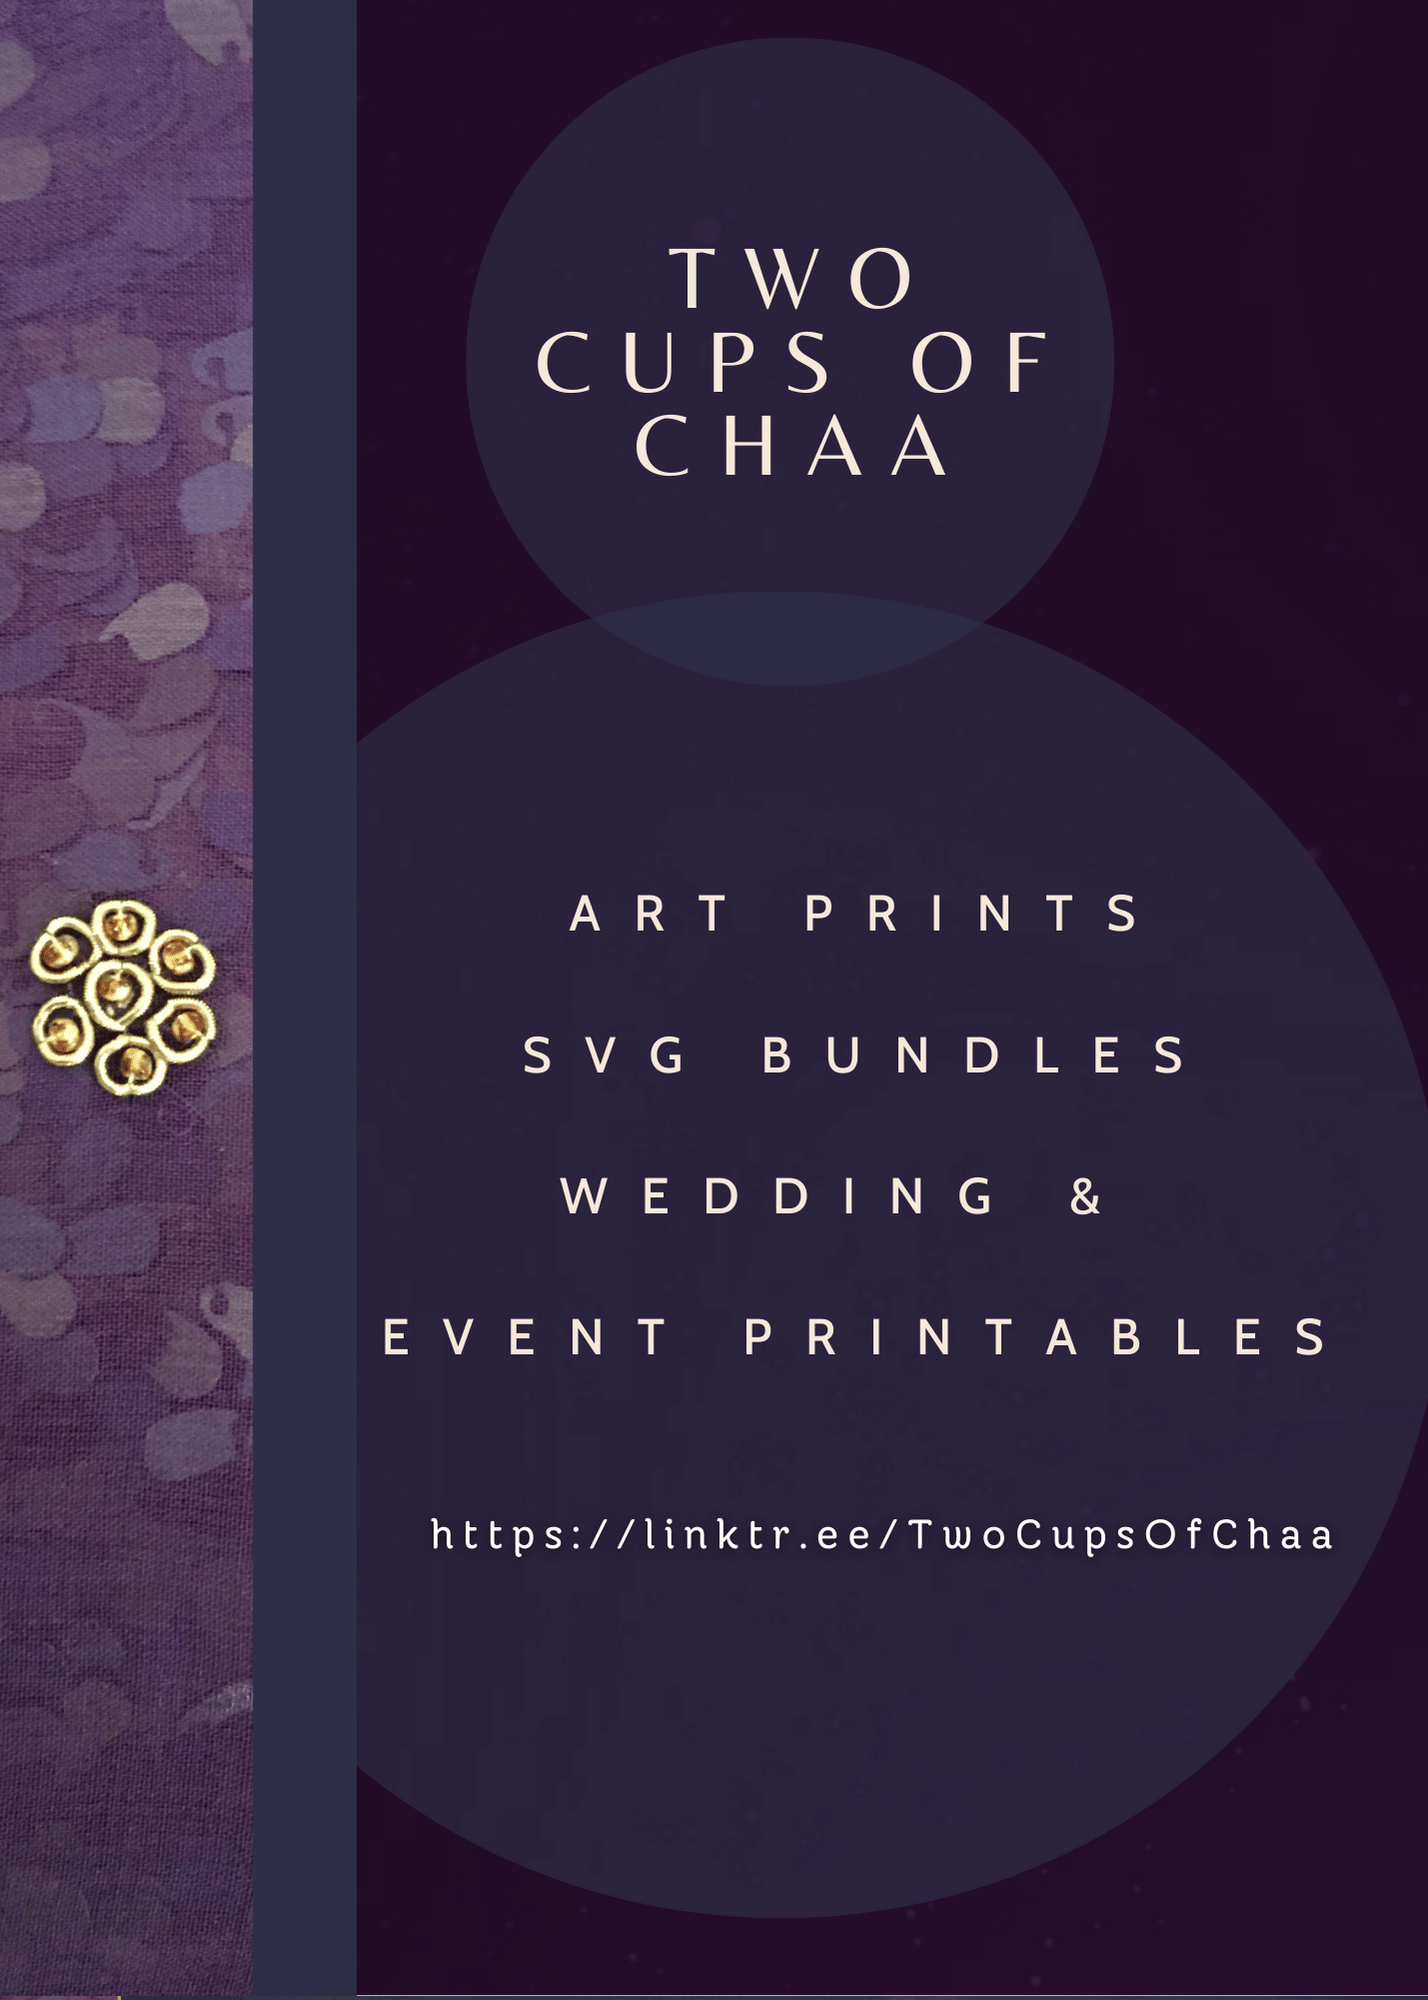 TWO
CUPS OF
CHAA
ART PRINTS
SVG BUNDLES
WEDDING &
EVENT PRINTABLES
https://linktr.ee/TwoCupsOfChaa